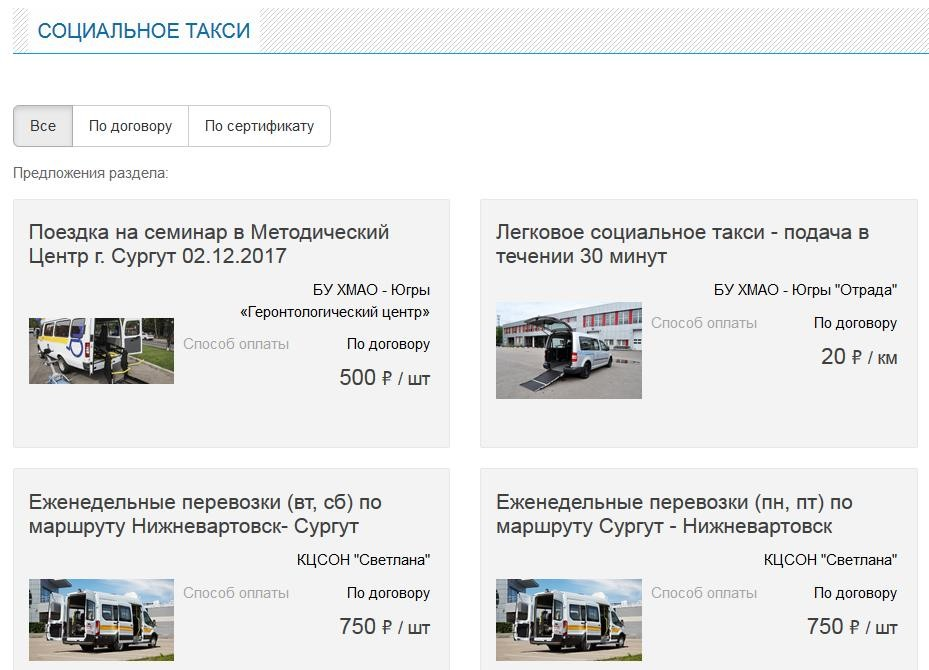 СОЦИАЛЬНОЕ ТАКСИ
Все
По договору
По сертификату
Предложения раздела:
Поездка на семинар в Методический
Центр г. Сургут 02.12.2017
БУ ХМАО - Югры
«Геронтологический центр»
Способ оплаты
По договору
500 ₽ / шт
Легковое социальное такси - подача в
течении 30 минут
БУ ХМАО - Югры "Отрада"
Способ оплаты
По договору
20 ₽ / км
Еженедельные перевозки (вт, сб) по
маршруту Нижневартовск- Сургут
КЦСОН "Светлана"
Способ оплаты
По договору
750 ₽ / шт
Еженедельные перевозки (пн, пт) по
маршруту Сургут - Нижневартовск
КЦСОН "Светлана"
Способ оплаты
По договору
750 ₽ / шт